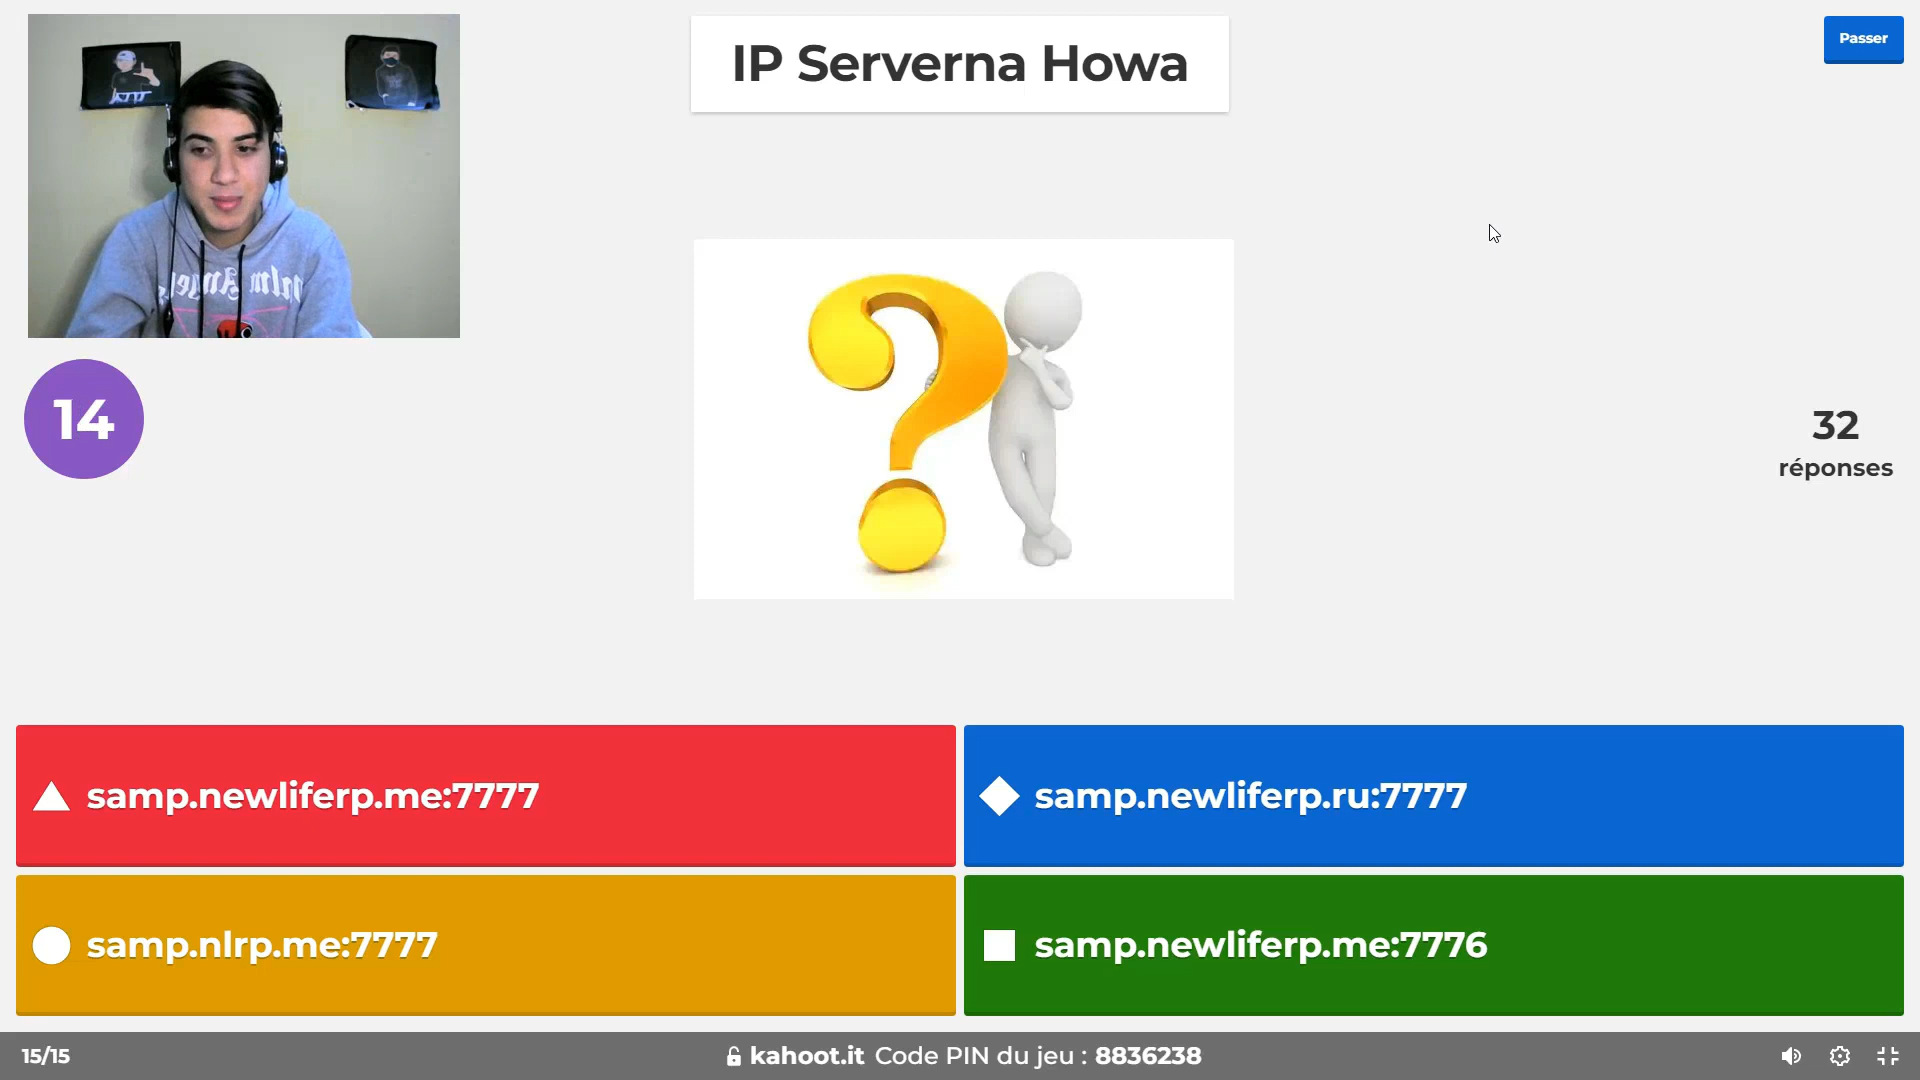 IP Serverna Howa
Passer
14
32
réponses
samp.newliferp.me:7777
samp.newliferp.ru:7777
samp.nlrp.me:7777
samp.newliferp.me:7776
15/15
kahoot.it Code PIN du jeu : 8836238